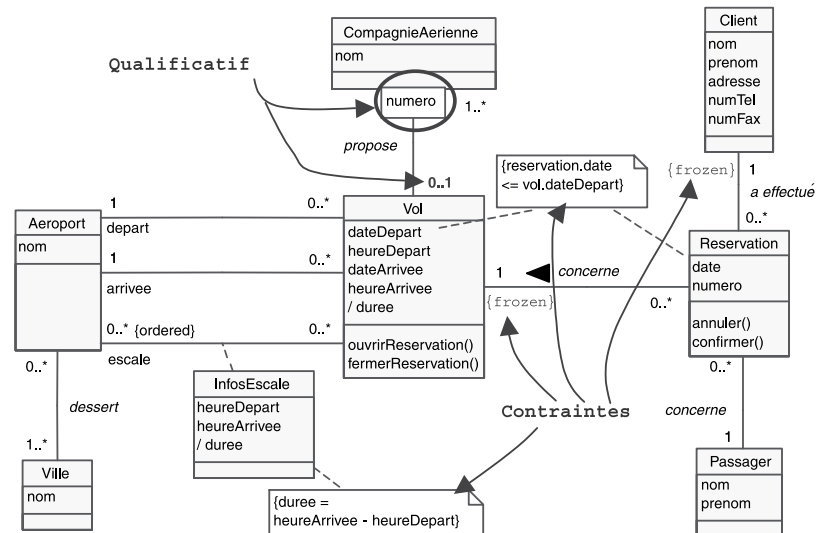 CompagnieAerienne
nom
Qualificatif
numero
1..*
propose
0..1
Client
nom
prenom
adresse
numTel
numFax
{reservation.date
<= vol.dateDepart}
{frozen}
1
a effectué
0..*
Aeroport
nom
1
depart
0..*
1
arrivee
0..*
0..* {ordered}
escale
0..*
Vol
dateDepart
heureDepart
dateArrivee
heureArrivee
/ duree
ouvrirReservation()
fermerReservation()
1
concerne
{frozen}
0..*
Reservation
date
numero
annuler()
confirmer()
0..*
dessert
1..*
Ville
nom
InfosEscale
heureDepart
heureArrivee
/ duree
Contraintes
0..*
concerne
1
Passager
nom
prenom
{duree =
heureArrivee - heureDepart}